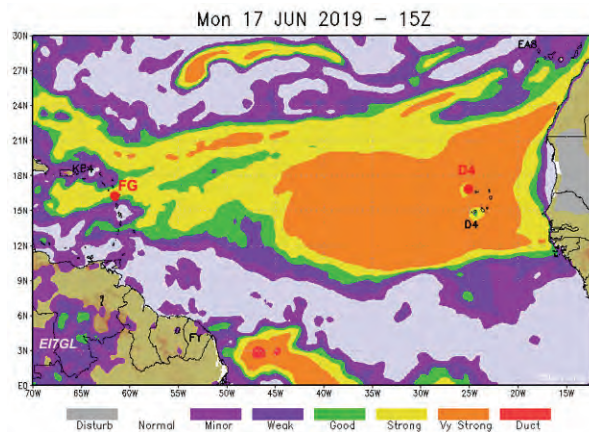 Mon 17 JUN 2019 – 15Z
30N
27N
24N
21N
18N
15N
12N
9N
6N
3N
EQ
EA8
KP4
FG
D4
D4
EI7GL
FY
70W 65W 60W 55W 50W 45W 40W 35W 30W 25W 20W 15W
Disturb Normal Minor Weak Good Strong Vy Strong Duct